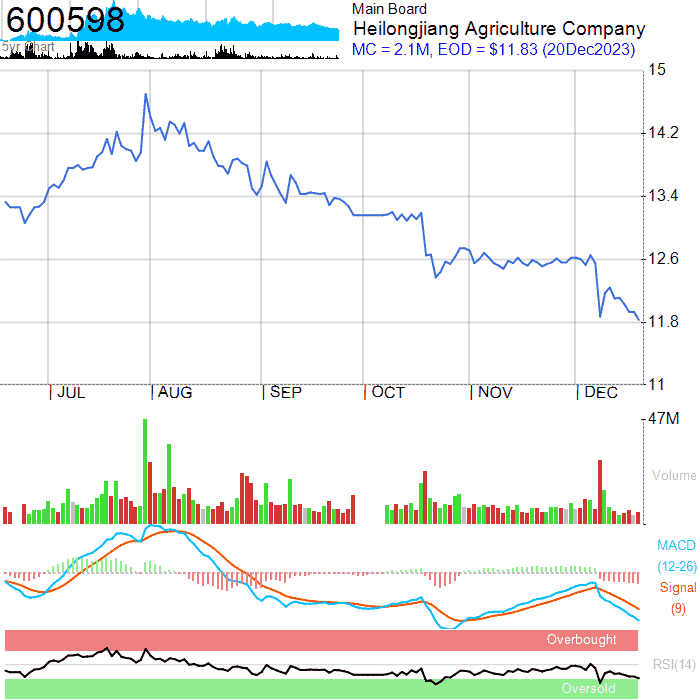 600598
5yr Chart
Main Board
Heilongjiang Agriculture Company
MC = 2.1M, EOD = $11.83 (20Dec2023)
15
14.2
13.4
12.6
11.8
11
JUL AUG SEP OCT NOV DEC
47M
Volume
MACD
(12-26)
Signal
(9)
Overbought
RSI(14)
Oversold